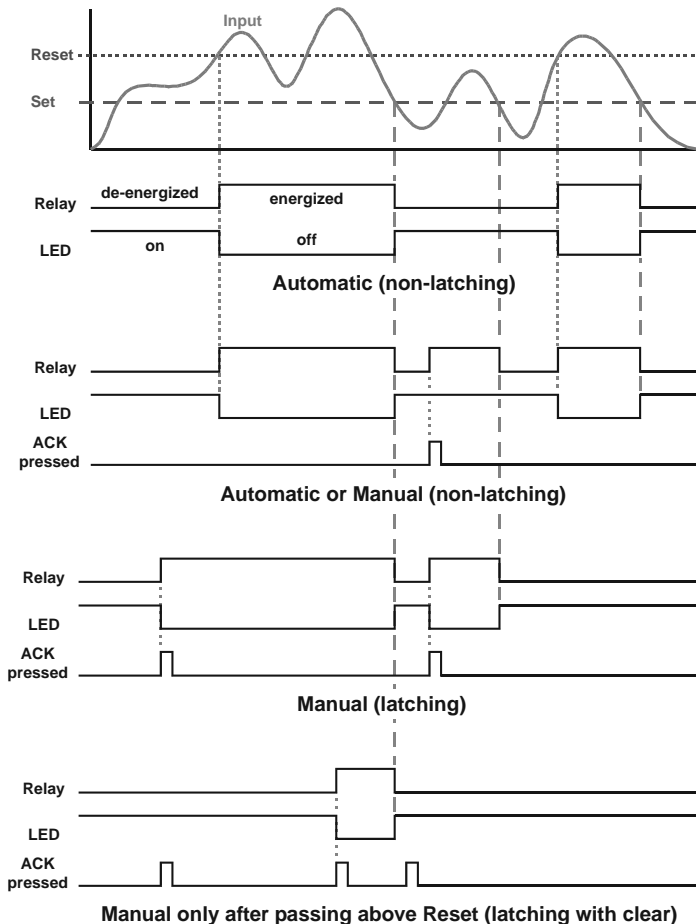 Input
Reset
Set
de-energized
energized
Relay
LED
on
off
Automatic (non-latching)
Relay
LED
ACK
pressed
Automatic or Manual (non-latching)
Relay
LED
ACK
pressed
Manual (latching)
Relay
LED
ACK
pressed
Manual only after passing above Reset (latching with clear)